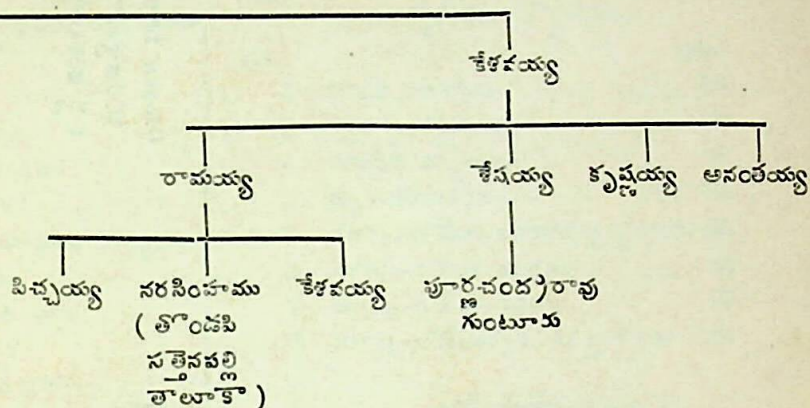 కేశవయ్య
రామయ్య శేషయ్య కృష్ణయ్య అనంతయ్య
పిచ్చయ్య నరసింహము కేశవయ్య పూర్ణచంద్రరావు
( తొండపి గుంటూరు
సత్తెనపల్లి
తాలూకా )